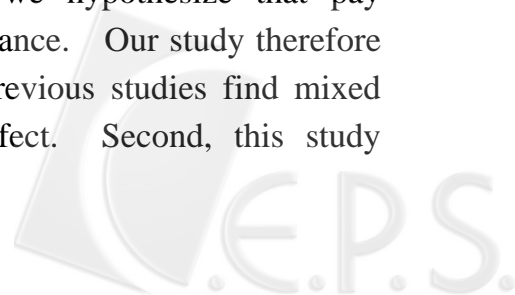 we hypothesize that pay
ance. Our study therefore
revious studies find mixed
fect. Second, this study
C.E.P.S.